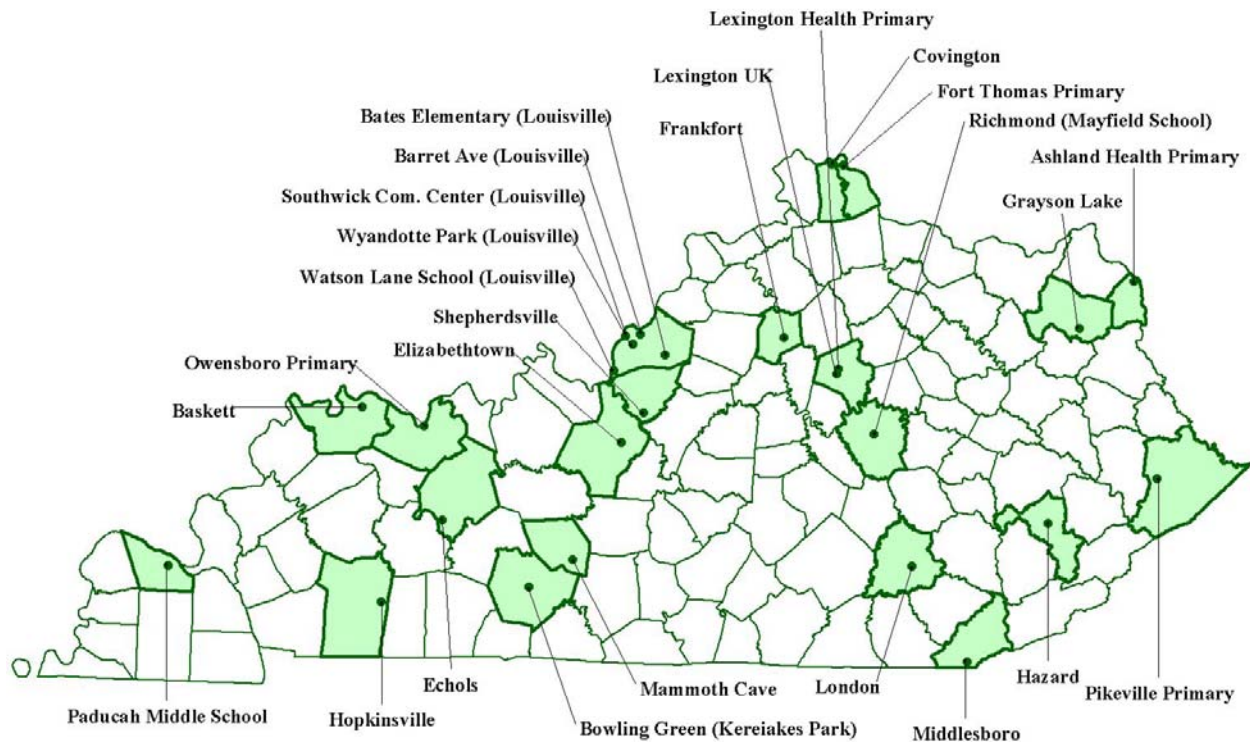 Lexington Health Primary
Covington
Lexington UK
Fort Thomas Primary
Bates Elementary (Louisville)
Frankfort
Richmond (Mayfield School)
Barret Ave (Louisville)
Ashland Health Primary
Southwick Com. Center (Louisville)
Grayson Lake
Wyandotte Park (Louisville)
Watson Lane School (Louisville)
Shepherdsville
Elizabethtown
Owensboro Primary
Baskett
Echols
Mammoth Cave
London
Hazard
Pikeville Primary
Paducah Middle School
Hopkinsville
Bowling Green (Kereiakes Park)
Middlesboro